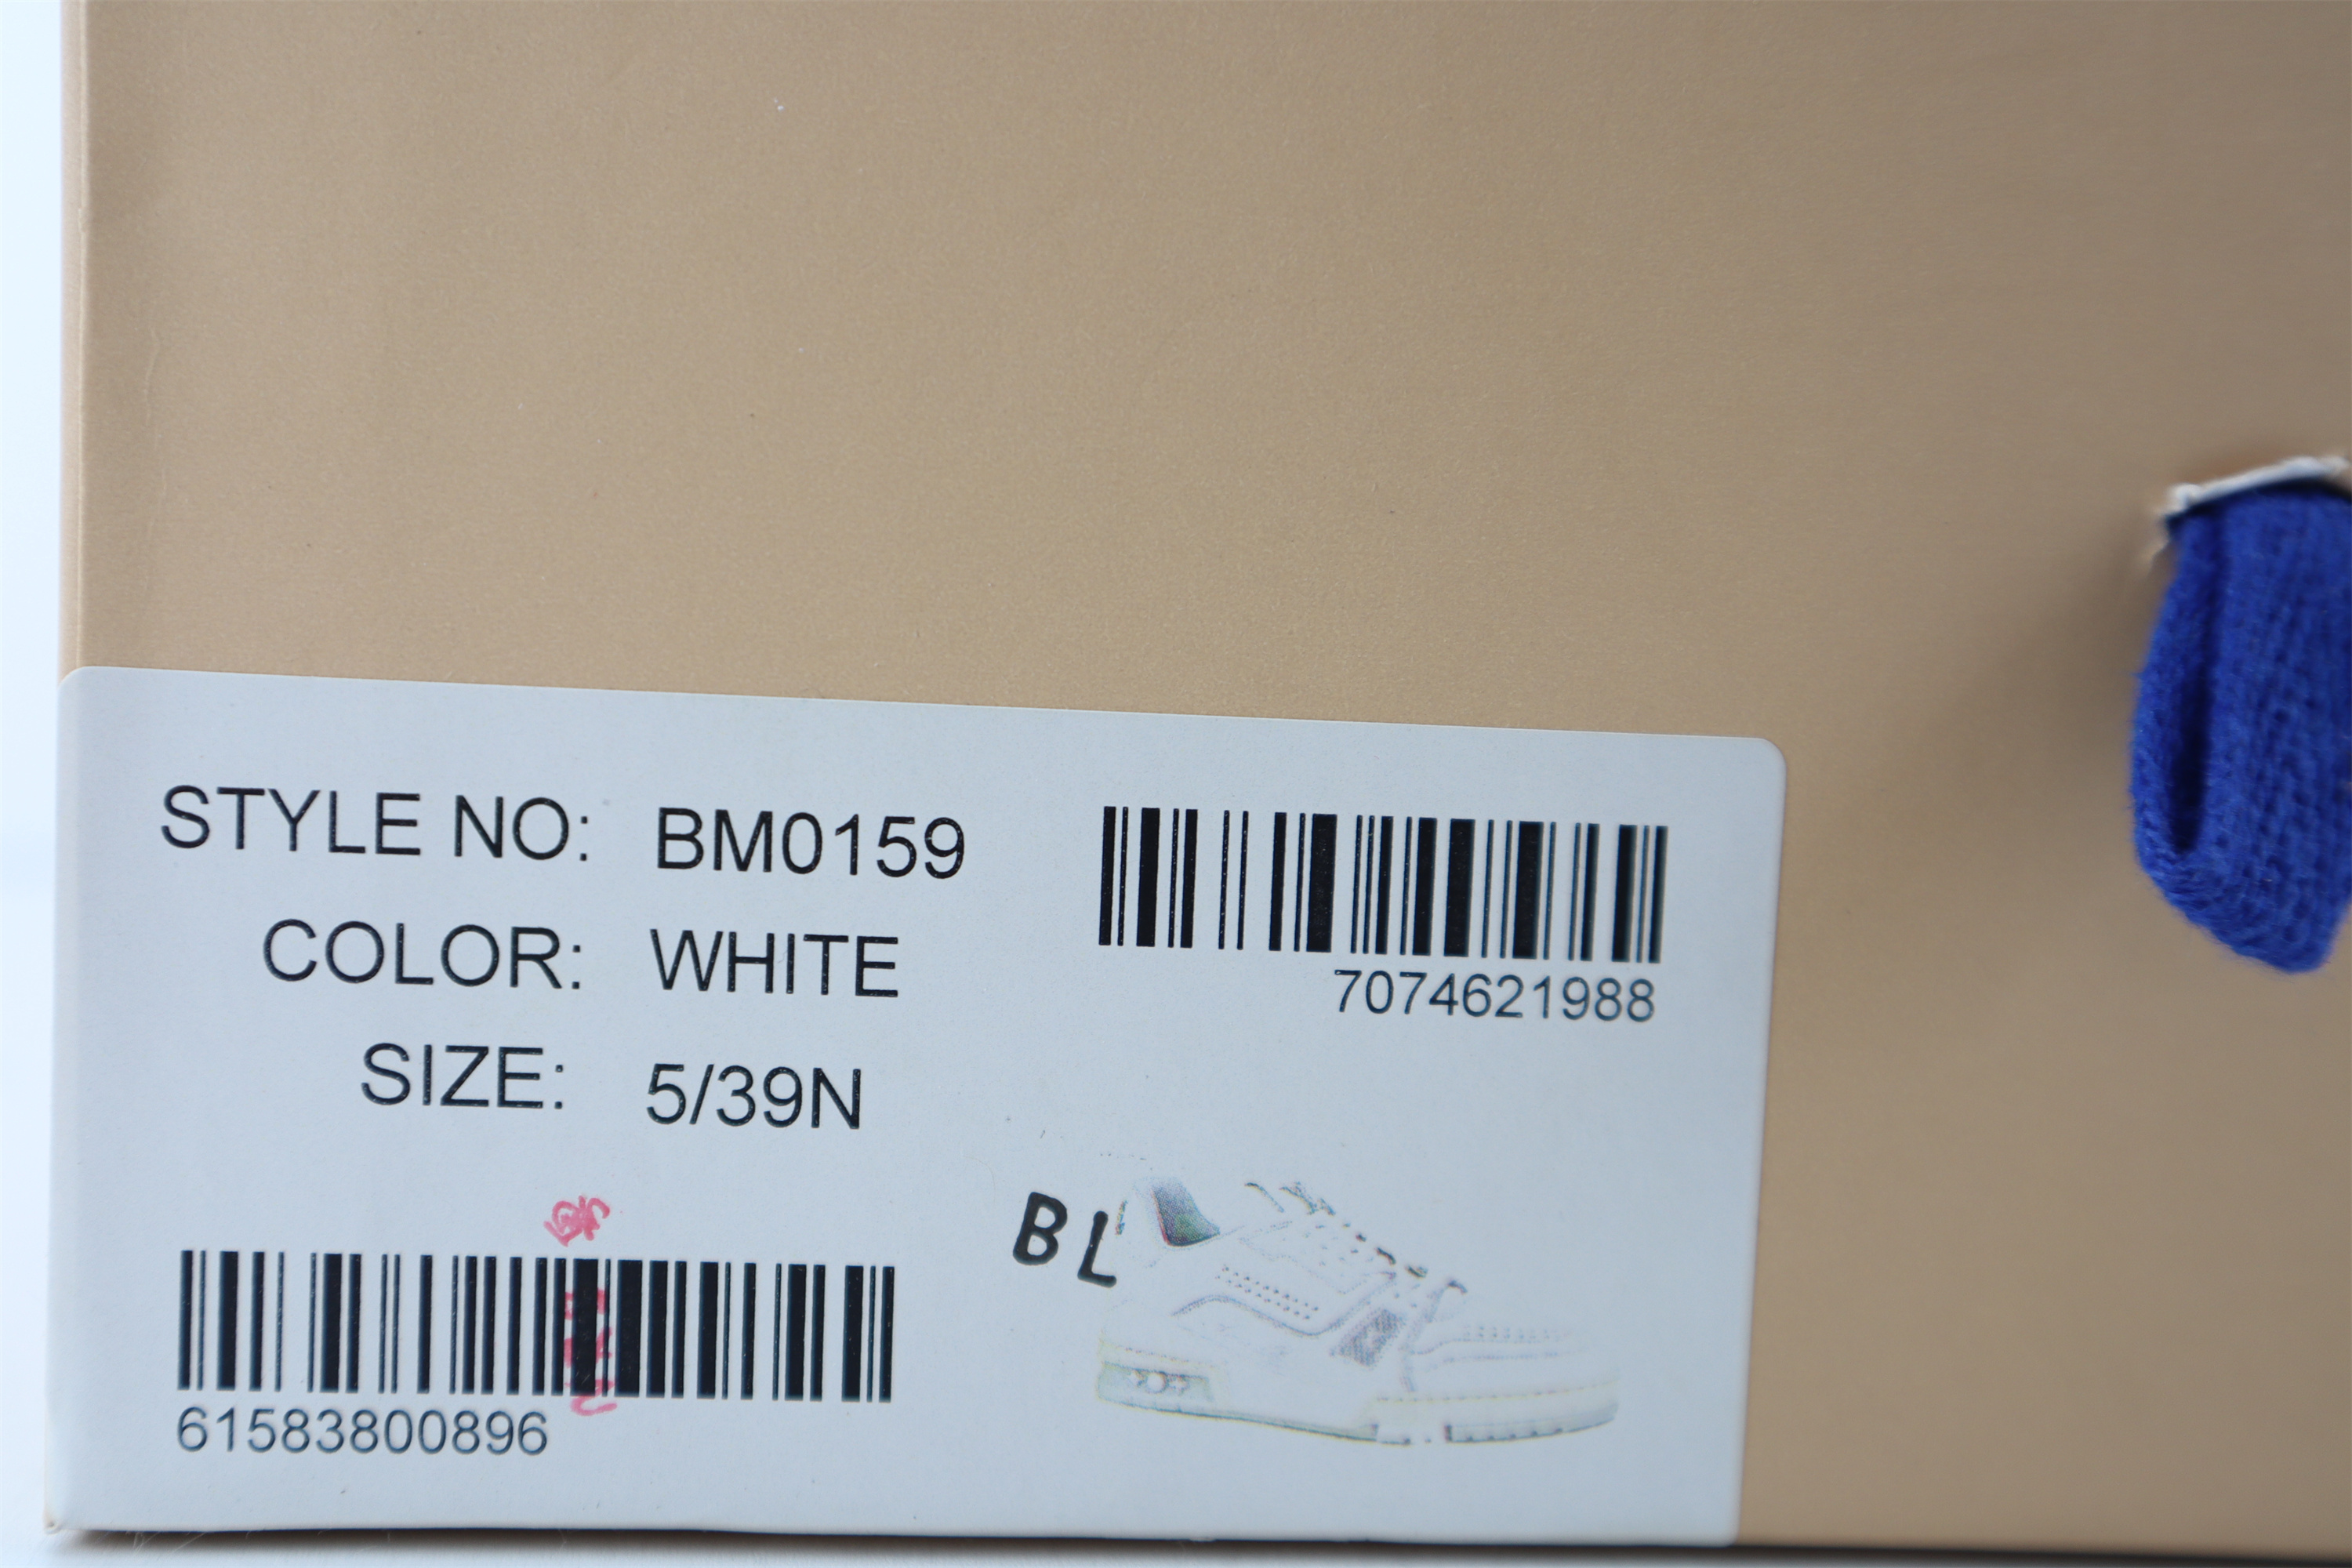 STYLE NO: BM0159
COLOR: WHITE
SIZE: 5/39N
7074621988
BL
61583800896